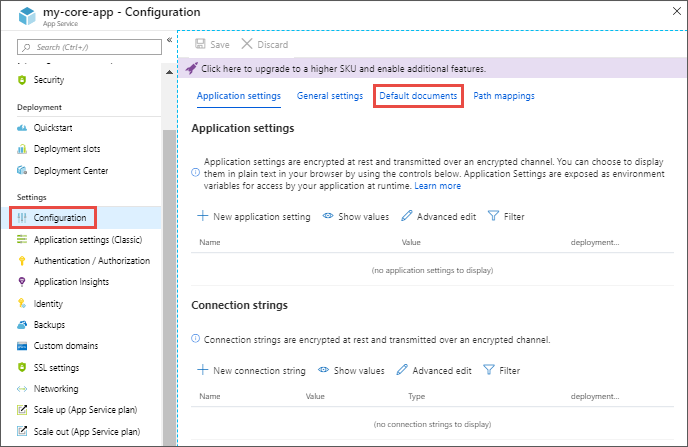 my-core-app - Configuration
App Service
Search (Ctrl+/)
Security
Deployment
Quickstart
Deployment slots
Deployment Center
Settings
Configuration
Application settings (Classic)
Authentication / Authorization
Application Insights
Identity
Backups
Custom domains
SSL settings
Networking
Scale up (App Service plan)
Scale out (App Service plan)
Save Discard
Click here to upgrade to a higher SKU and enable additional features.
Application settings General settings Default documents Path mappings
Application settings
Application settings are encrypted at rest and transmitted over an encrypted channel. You can choose to display
them in plain text in your browser by using the controls below. Application Settings are exposed as environment
variables for access by your application at runtime. Learn more
New application setting Show values Advanced edit Filter
Name Value deployment...
(no application settings to display)
Connection strings
Connection strings are encrypted at rest and transmitted over an encrypted channel.
New connection string Show values Advanced edit Filter
Name Value Type deployment...
(no connection strings to display)